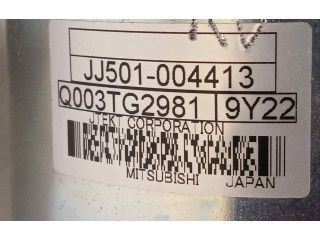 JJ501-004413
Q003TG2981 9Y22
JTEKT CORPORATION
MITSUBISHI JAPAN